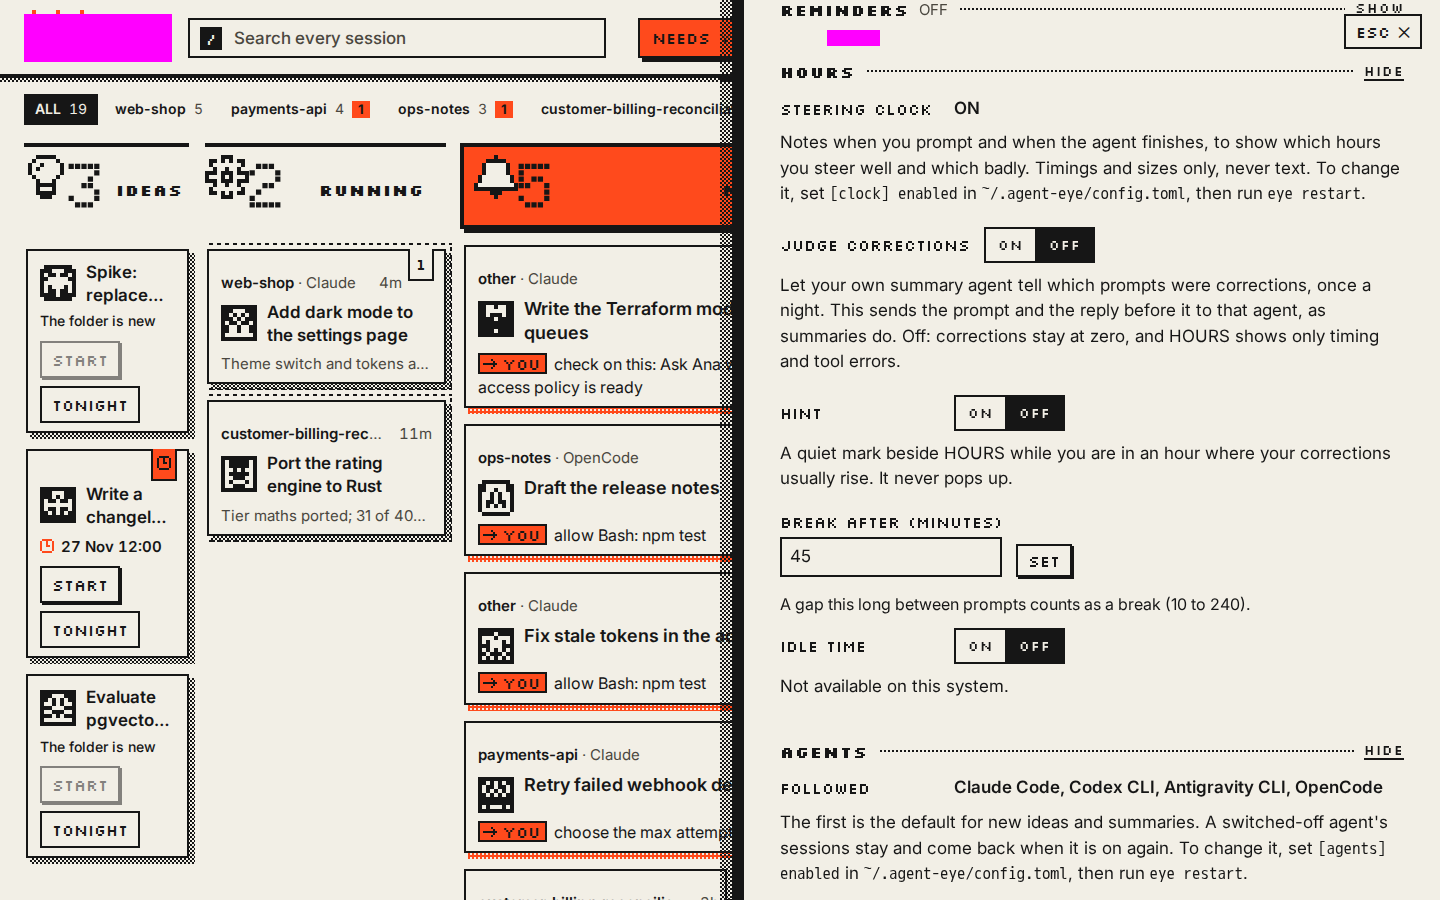 Search every session
NEEDS
ALL 19
web-shop 5
payments-api 4 1
ops-notes 3 1
3 IDEAS
2 RUNNING
5
Spike:
replace...
The folder is new
START
TONIGHT
Write a
changel...
27 Nov 12:00
START
TONIGHT
Evaluate
pgvecto...
The folder is new
START
TONIGHT
1
web-shop · Claude 4m
Add dark mode to
the settings page
Theme switch and tokens a...
customer-billing-rec... 11m
Port the rating
engine to Rust
Tier maths ported; 31 of 40...
other · Claude
Write the Terraform
queues
→ YOU check on this: Ask Ana
access policy is ready
ops-notes · OpenCode
Draft the release notes
→ YOU allow Bash: npm test
other · Claude
Fix stale tokens in the
→ YOU allow Bash: npm test
payments-api · Claude
Retry failed webhook
→ YOU choose the max
REMINDERS OFF SHOW
ESC ×
HOURS HIDE
STEERING CLOCK ON
Notes when you prompt and when the agent finishes, to show which hours
you steer well and which badly. Timings and sizes only, never text. To change
it, set [clock] enabled in ~/.agent-eye/config.toml, then run eye restart.
JUDGE CORRECTIONS ON OFF
Let your own summary agent tell which prompts were corrections, once a
night. This sends the prompt and the reply before it to that agent, as
summaries do. Off: corrections stay at zero, and HOURS shows only timing
and tool errors.
HINT ON OFF
A quiet mark beside HOURS while you are in an hour where your corrections
usually rise. It never pops up.
BREAK AFTER (MINUTES)
45 SET
A gap this long between prompts counts as a break (10 to 240).
IDLE TIME ON OFF
Not available on this system.
AGENTS HIDE
FOLLOWED Claude Code, Codex CLI, Antigravity CLI, OpenCode
The first is the default for new ideas and summaries. A switched-off agent's
sessions stay and come back when it is on again. To change it, set [agents]
enabled in ~/.agent-eye/config.toml, then run eye restart.